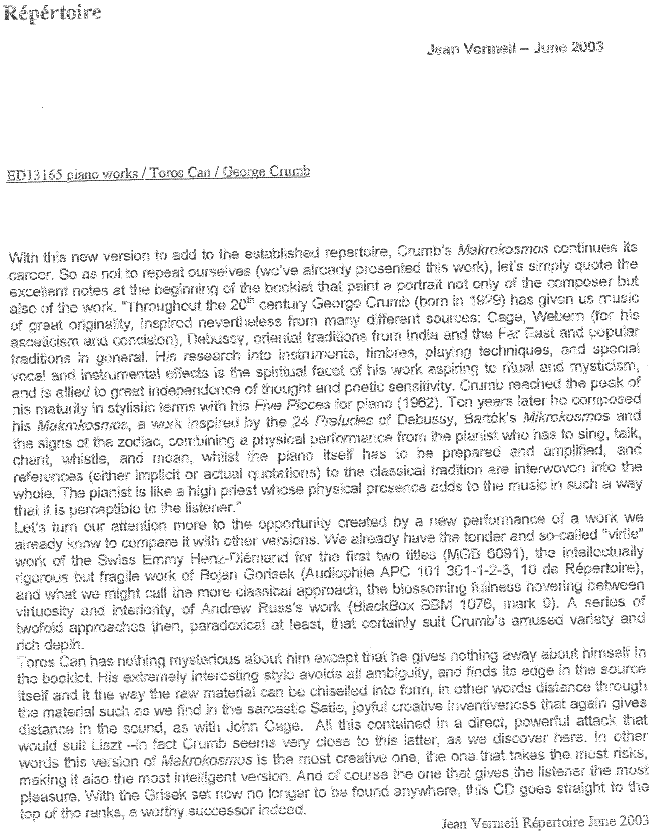 Répértoire
Jean Vermeil – June 2003
ED13165 piano works / Toros Can / George Crumb
With this new version to add to the established repertoire, Crumb's Makrokosmos continues its
career. So as not to repeat ourselves (we've already presented this work), let's simply quote the
excellent notes at the beginning of the booklet that paint a portrait not only of the composer but
also of the work. "Throughout the 20th century George Crumb (born in 1929) has given us music
of great originality, inspired nevertheless from many different sources: Cage, Webern (for his
asceticism and concision), Debussy, oriental traditions from India and the Far East and popular
traditions in general. His research into instruments, timbres, playing techniques, and special
vocal and instrumental effects is the spiritual facet of his work aspiring to ritual and mysticism,
and is allied to great independence of thought and poetic sensitivity. Crumb reached the peak of
his maturity in stylistic terms with his Five Pieces for piano (1962). Ten years later he composed
his Makrokosmos, a work inspired by the 24 Preludes of Debussy, Bartók's Mikrokosmos and
the signs of the zodiac, combining a physical performance from the pianist who has to sing, talk,
chant, whistle, and moan, whilst the piano itself has to be prepared and amplified, and
references (either implicit or actual quotations) to the classical tradition are interwoven into the
whole. The pianist is like a high priest whose physical presence adds to the music in such a way
that it is perceptible to the listener."
Let's turn our attention more to the opportunity created by a new performance of a work we
already know to compare it with other versions. We already have the tender and so-called "virile"
work of the Swiss Emmy Henz-Diémand for the first two titles (MGB 6091), the intellectually
rigorous but fragile work of Bojan Gorisek (Audiophile APC 101 301-1-2-3, 10 de Répertoire),
and what we might call the more classical approach, the blossoming fullness hovering between
virtuosity and interiority, of Andrew Russ's work (BlackBox BBM 1076, mark 9). A series of
twofold approaches then, paradoxical at least, that certainly suit Crumb's amused variety and
rich depth.
Toros Can has nothing mysterious about him except that he gives nothing away about himself in
the booklet. His extremely interesting style avoids all ambiguity, and finds its edge in the source
itself and it the way the raw material can be chiselled into form, in other words distance through
the material such as we find in the sarcastic Satie, joyful creative inventiveness that again gives
distance in the sound, as with John Cage. All this contained in a direct, powerful attack that
would suit Liszt –in fact Crumb seems very close to this latter, as we discover here. In other
words this version of Makrokosmos is the most creative one, the one that takes the most risks,
making it also the most intelligent version. And of course the one that gives the listener the most
pleasure. With the Grisek set now no longer to be found anywhere, this CD goes straight to the
top of the ranks, a worthy successor indeed.
Jean Vermeil Répertoire June 2003